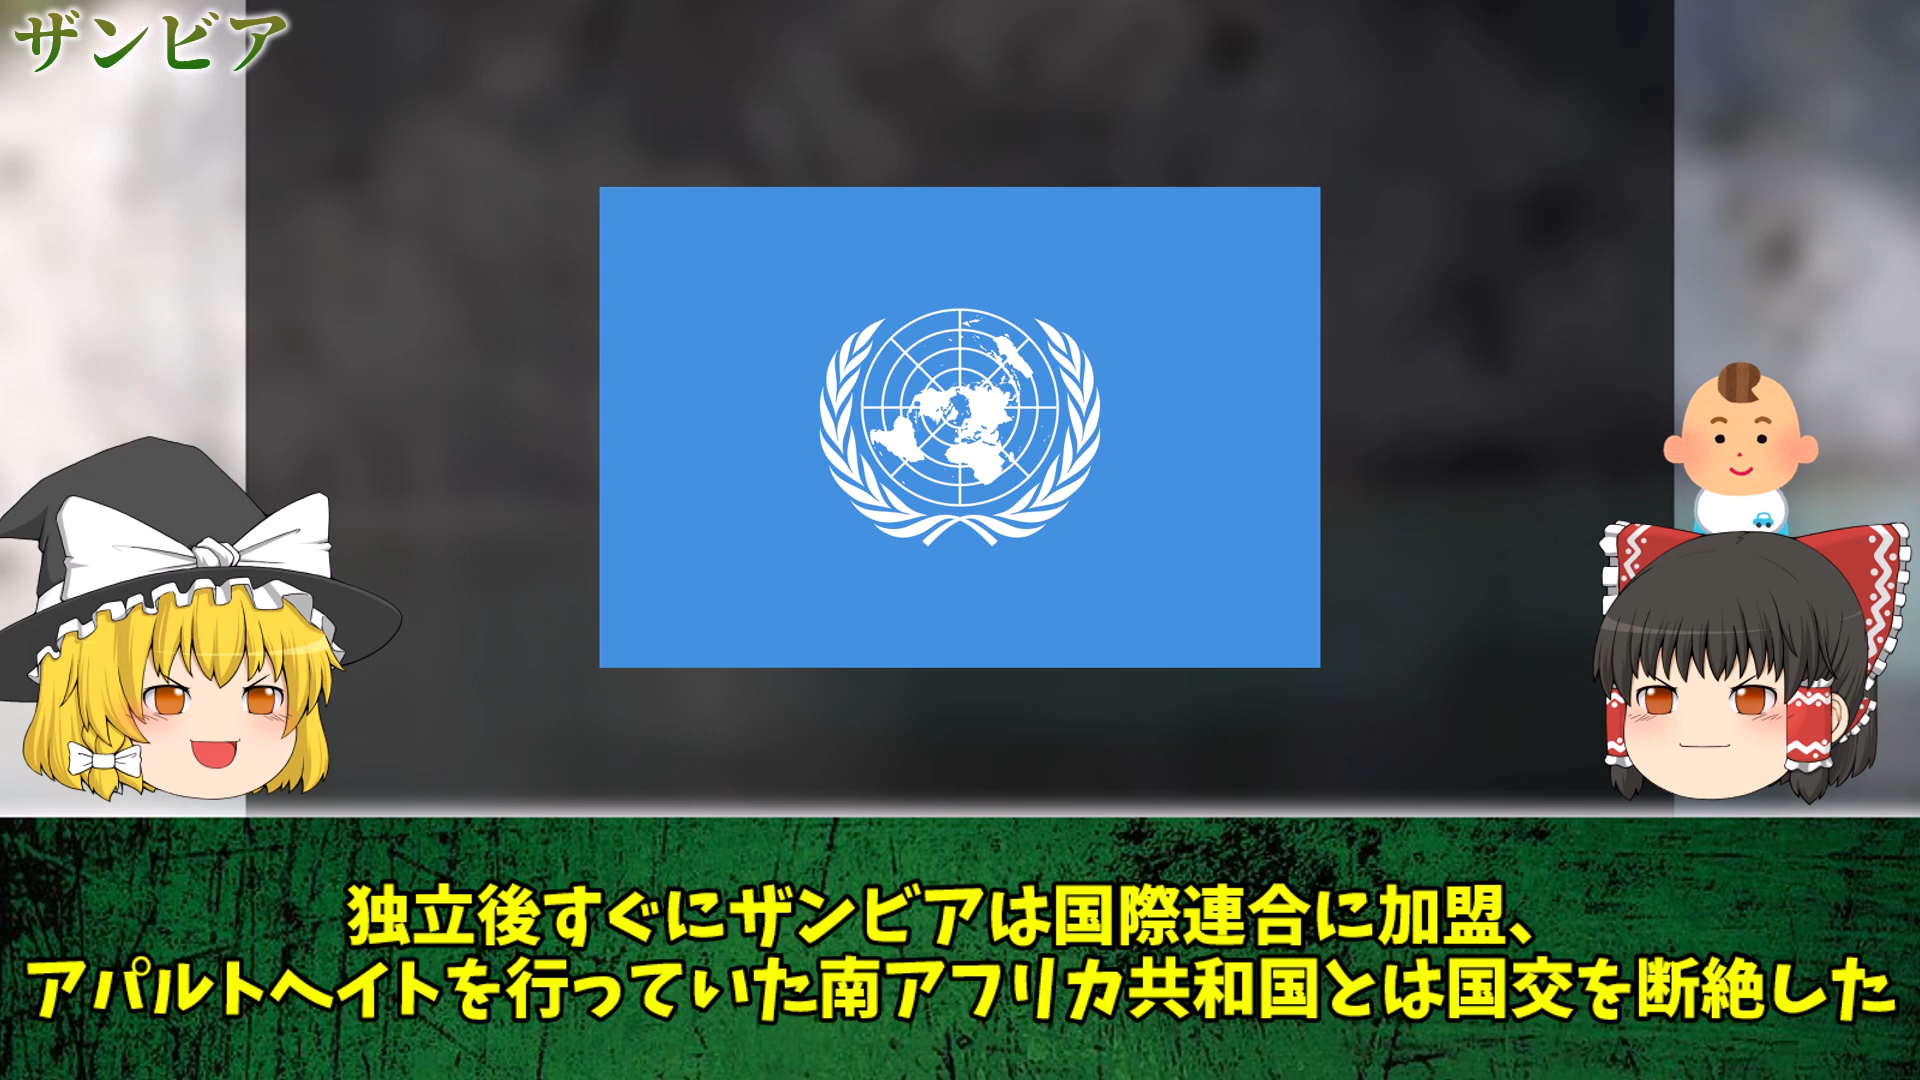 ザンビア
独立後すぐにザンビアは国際連合に加盟、
アパルトヘイトを行っていた南アフリカ共和国とは国交を断絶した